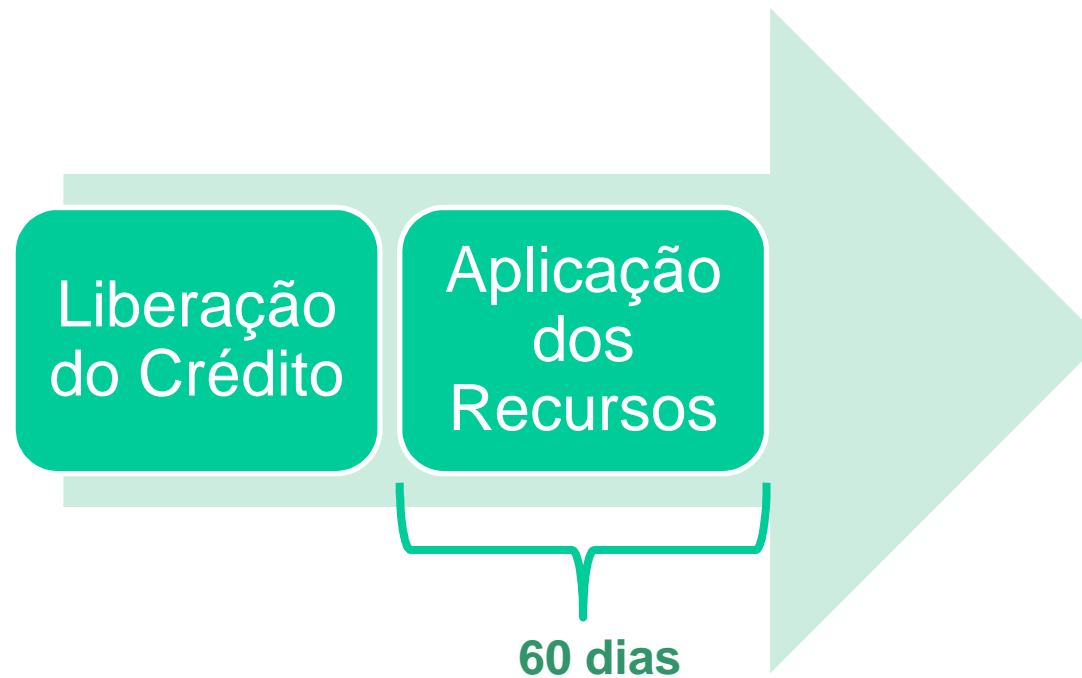 Liberação
do Crédito
Aplicação
dos
Recursos
60 dias